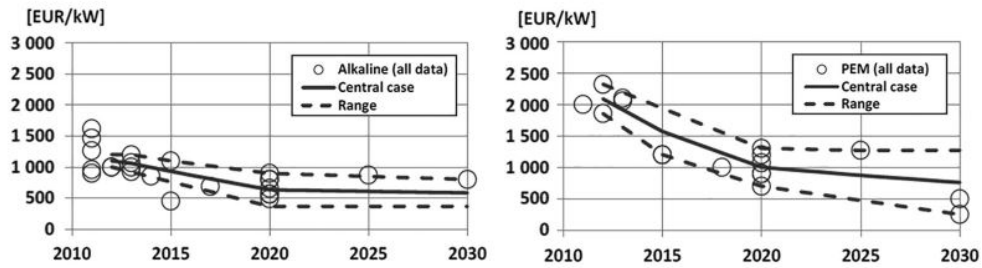 [EUR/kW]
3 000
2 500
2 000
1 500
1 000
500
0
2010 2015 2020 2025 2030
Alkaline (all data)
Central case
Range
[EUR/kW]
3 000
2 500
2 000
1 500
1 000
500
0
2010 2015 2020 2025 2030
PEM (all data)
Central case
Range